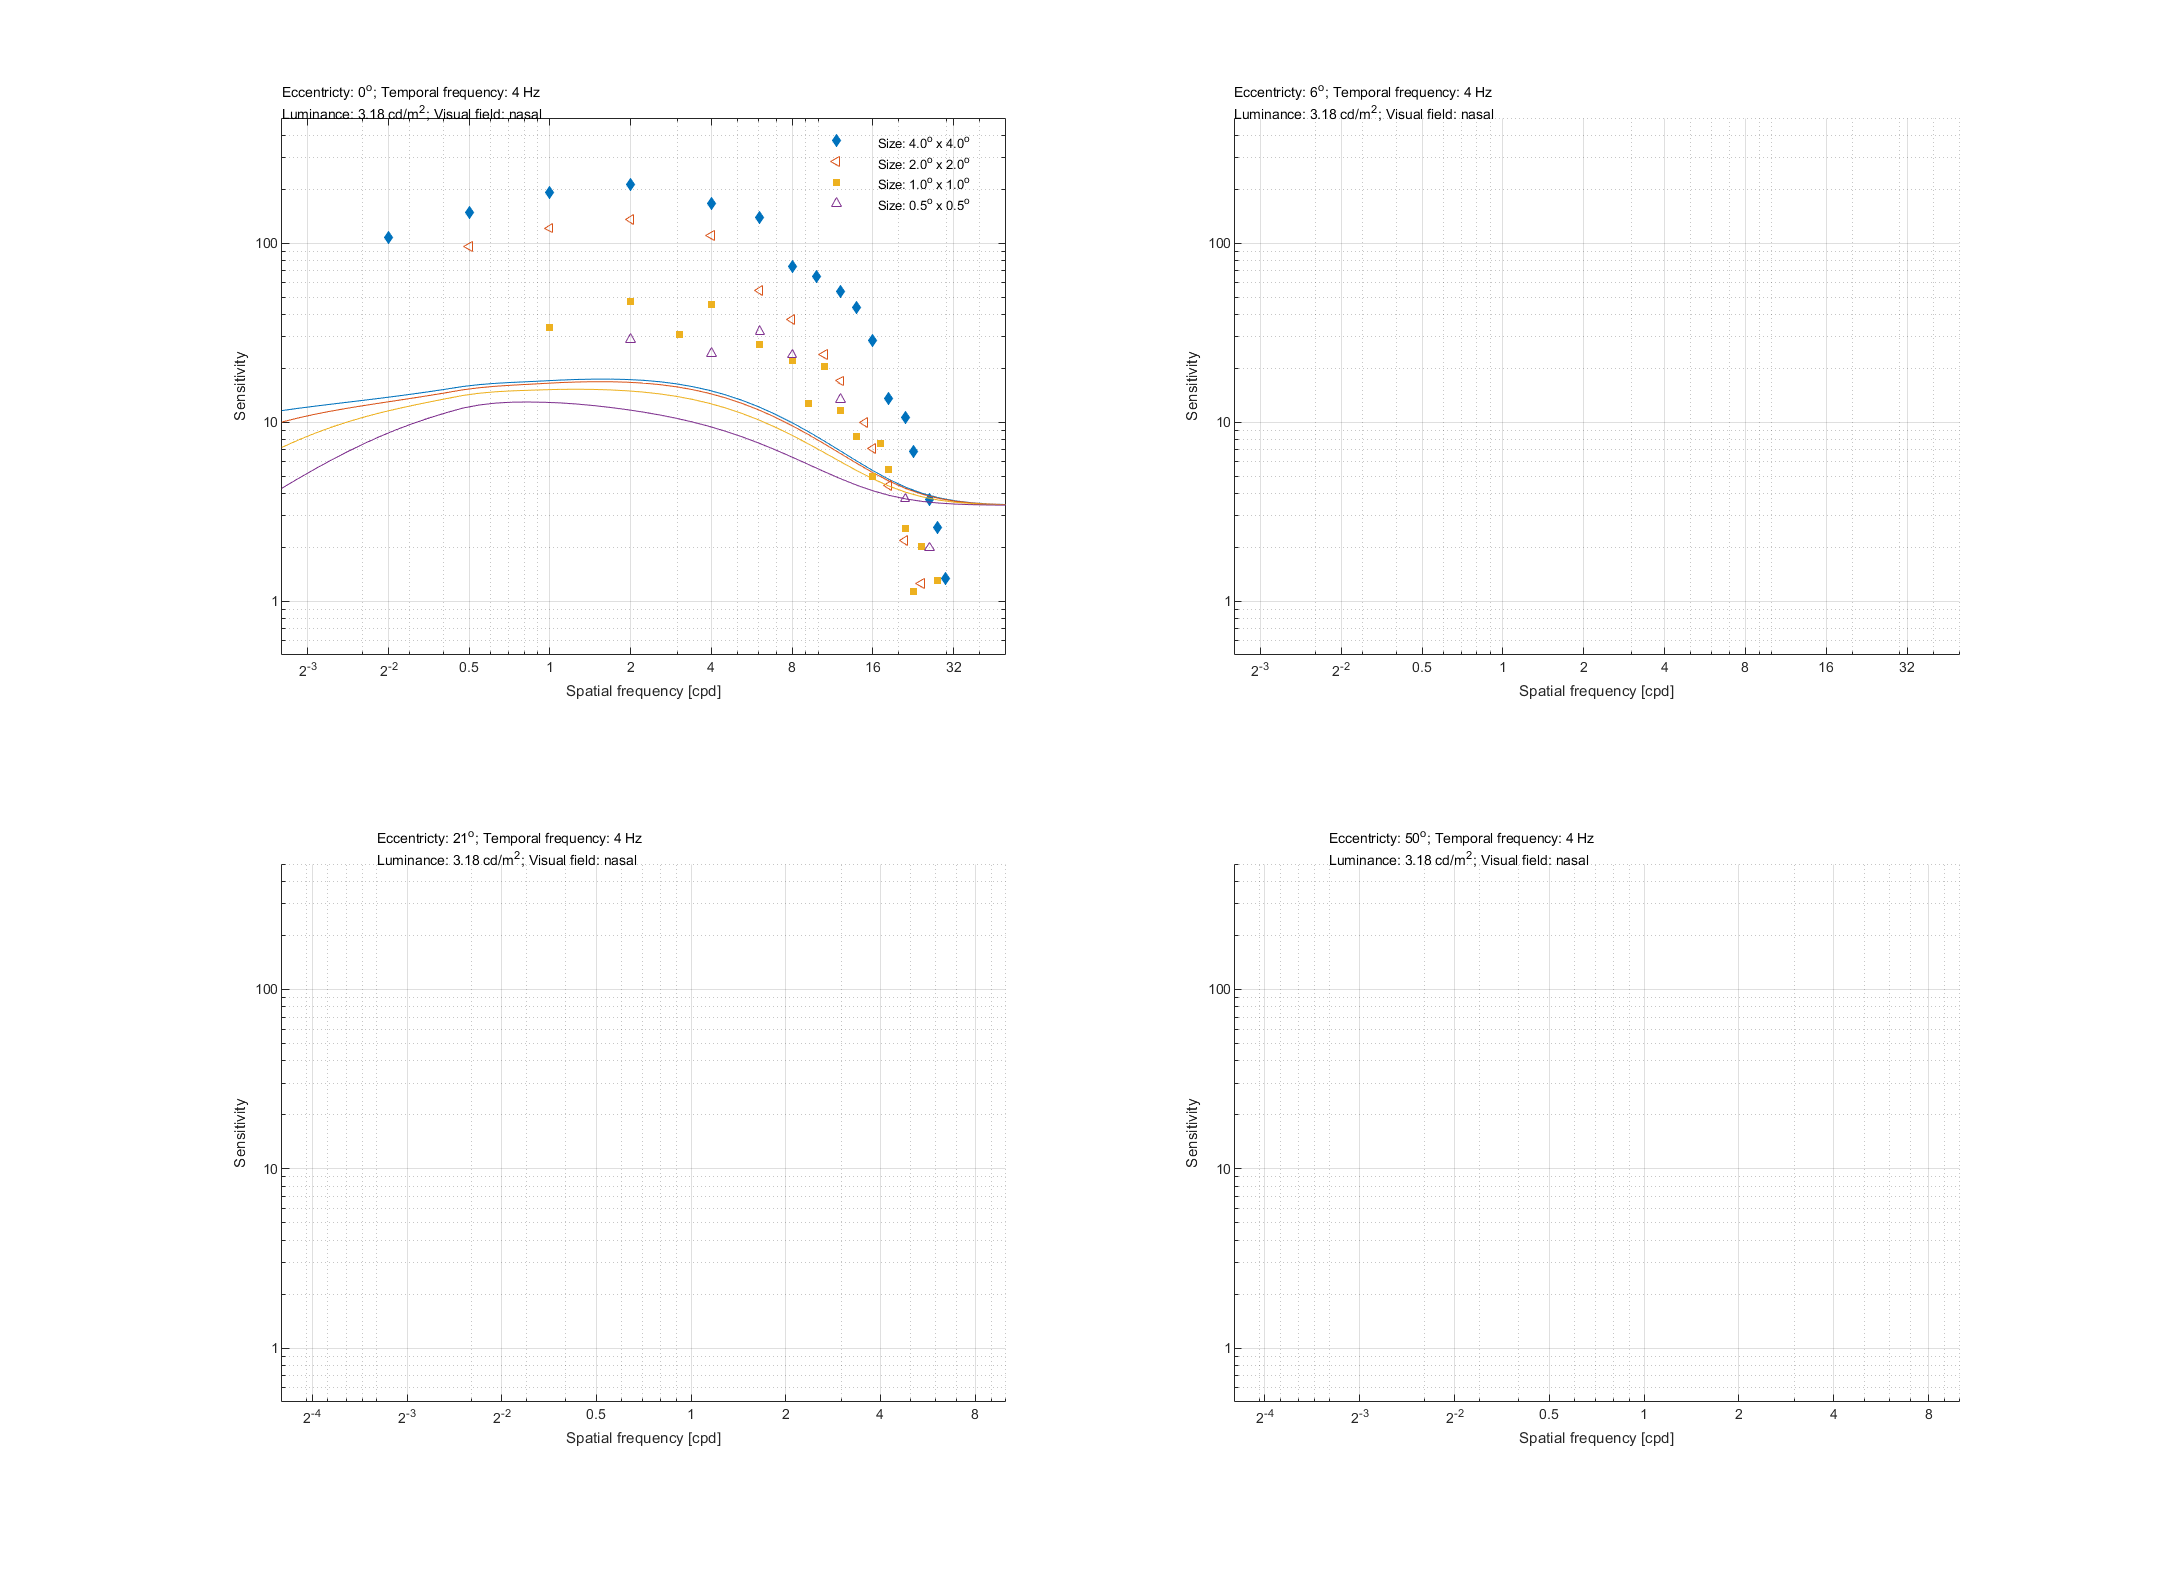 Eccentricty: 0°; Temporal frequency: 4 Hz
Luminance: 3.18 cd/m²; Visual field: nasal
Size: 4.0° x 4.0°
Size: 2.0° x 2.0°
Size: 1.0° x 1.0°
Size: 0.5° x 0.5°
100
10
1
Sensitivity
2⁻³ 2⁻² 0.5 1 2 4 8 16 32
Spatial frequency [cpd]
Eccentricty: 6°; Temporal frequency: 4 Hz
Luminance: 3.18 cd/m²; Visual field: nasal
100
10
1
Sensitivity
2⁻³ 2⁻² 0.5 1 2 4 8 16 32
Spatial frequency [cpd]
Eccentricty: 21°; Temporal frequency: 4 Hz
Luminance: 3.18 cd/m²; Visual field: nasal
100
10
1
Sensitivity
2⁻⁴ 2⁻³ 2⁻² 0.5 1 2 4 8
Spatial frequency [cpd]
Eccentricty: 50°; Temporal frequency: 4 Hz
Luminance: 3.18 cd/m²; Visual field: nasal
100
10
1
Sensitivity
2⁻⁴ 2⁻³ 2⁻² 0.5 1 2 4 8
Spatial frequency [cpd]